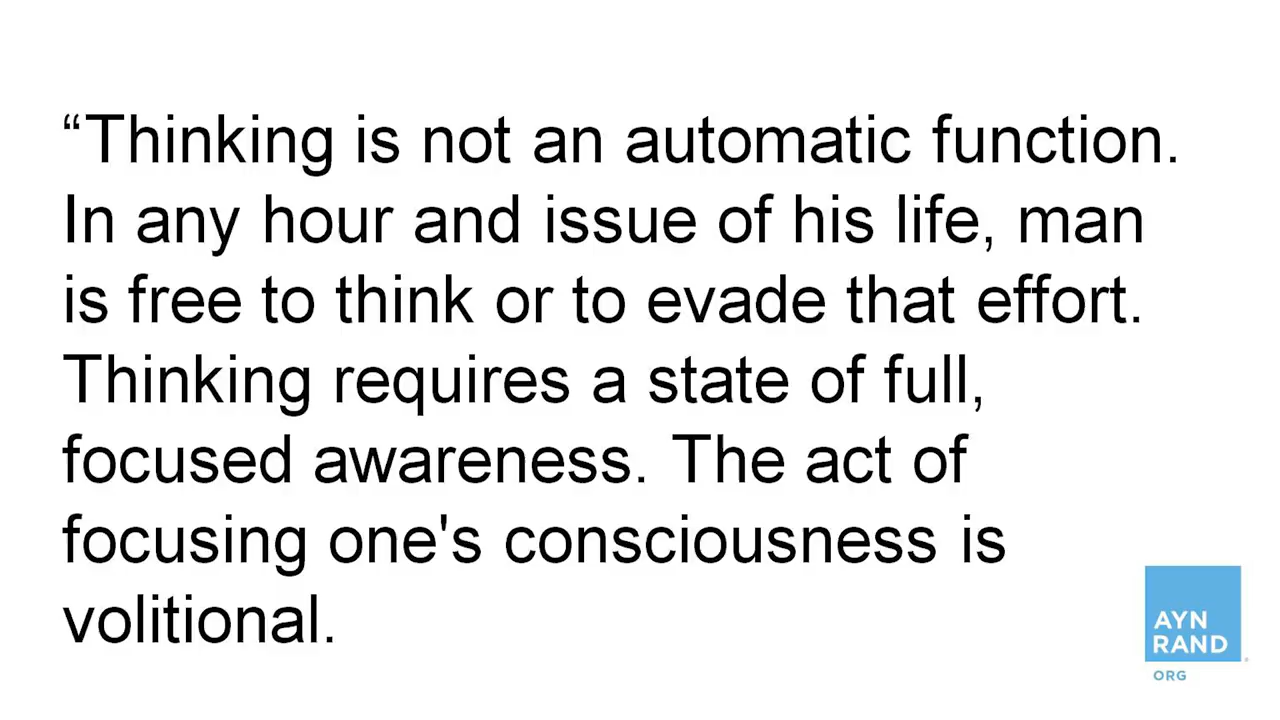 “Thinking is not an automatic function.
In any hour and issue of his life, man
is free to think or to evade that effort.
Thinking requires a state of full,
focused awareness. The act of
focusing one's consciousness is
volitional.
AYN
RAND
ORG